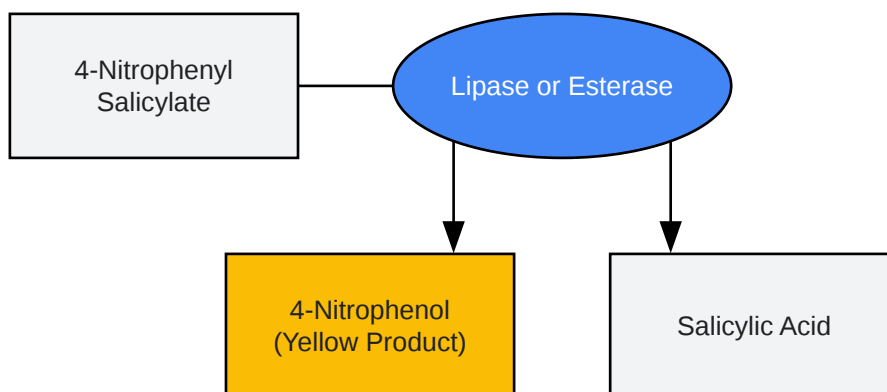 4-Nitrophenyl
Salicylate
Lipase or Esterase
4-Nitrophenol
(Yellow Product)
Salicylic Acid